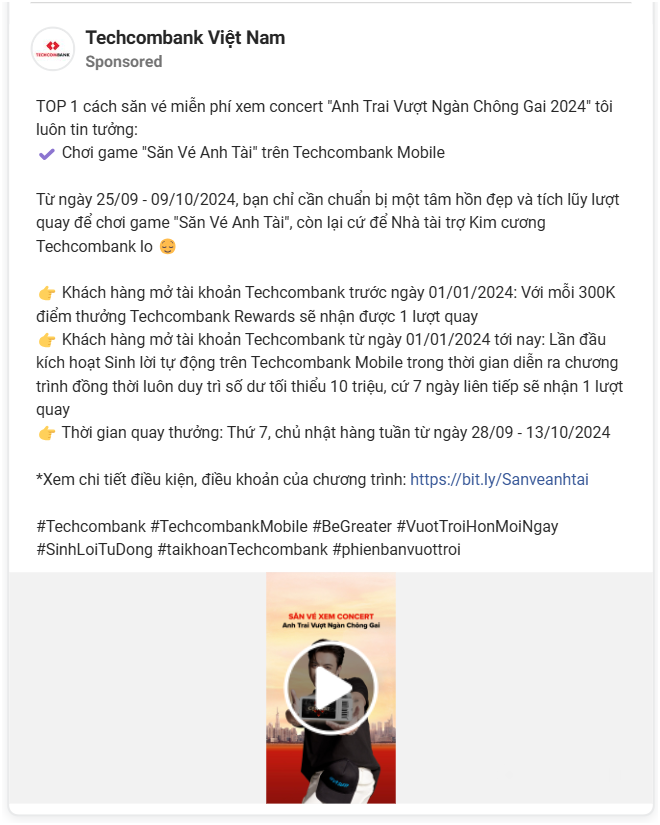 Techcombank Việt Nam
TECHCOMBANK
Sponsored
TOP 1 cách săn vé miễn phí xem concert "Anh Trai Vượt Ngàn Chông Gai 2024" tôi
luôn tin tưởng:
✔ Chơi game "Săn Vé Anh Tài" trên Techcombank Mobile
Từ ngày 25/09 - 09/10/2024, bạn chỉ cần chuẩn bị một tâm hồn đẹp và tích lũy lượt
quay để chơi game "Săn Vé Anh Tài", còn lại cứ để Nhà tài trợ Kim cương
Techcombank lo 😌
👉 Khách hàng mở tài khoản Techcombank trước ngày 01/01/2024: Với mỗi 300K
điểm thưởng Techcombank Rewards sẽ nhận được 1 lượt quay
👉 Khách hàng mở tài khoản Techcombank từ ngày 01/01/2024 tới nay: Lần đầu
kích hoạt Sinh lời tự động trên Techcombank Mobile trong thời gian diễn ra chương
trình đồng thời luôn duy trì số dư tối thiểu 10 triệu, cứ 7 ngày liên tiếp sẽ nhận 1 lượt
quay
👉 Thời gian quay thưởng: Thứ 7, chủ nhật hàng tuần từ ngày 28/09 - 13/10/2024
*Xem chi tiết điều kiện, điều khoản của chương trình: https://bit.ly/Sanveanhtai
#Techcombank #TechcombankMobile #BeGreater #VuotTroiHonMoiNgay
#SinhLoiTuDong #taikhoanTechcombank #phienbanvuottroi
SĂN VÉ XEM CONCERT
Anh Trai Vượt Ngàn Chông Gai